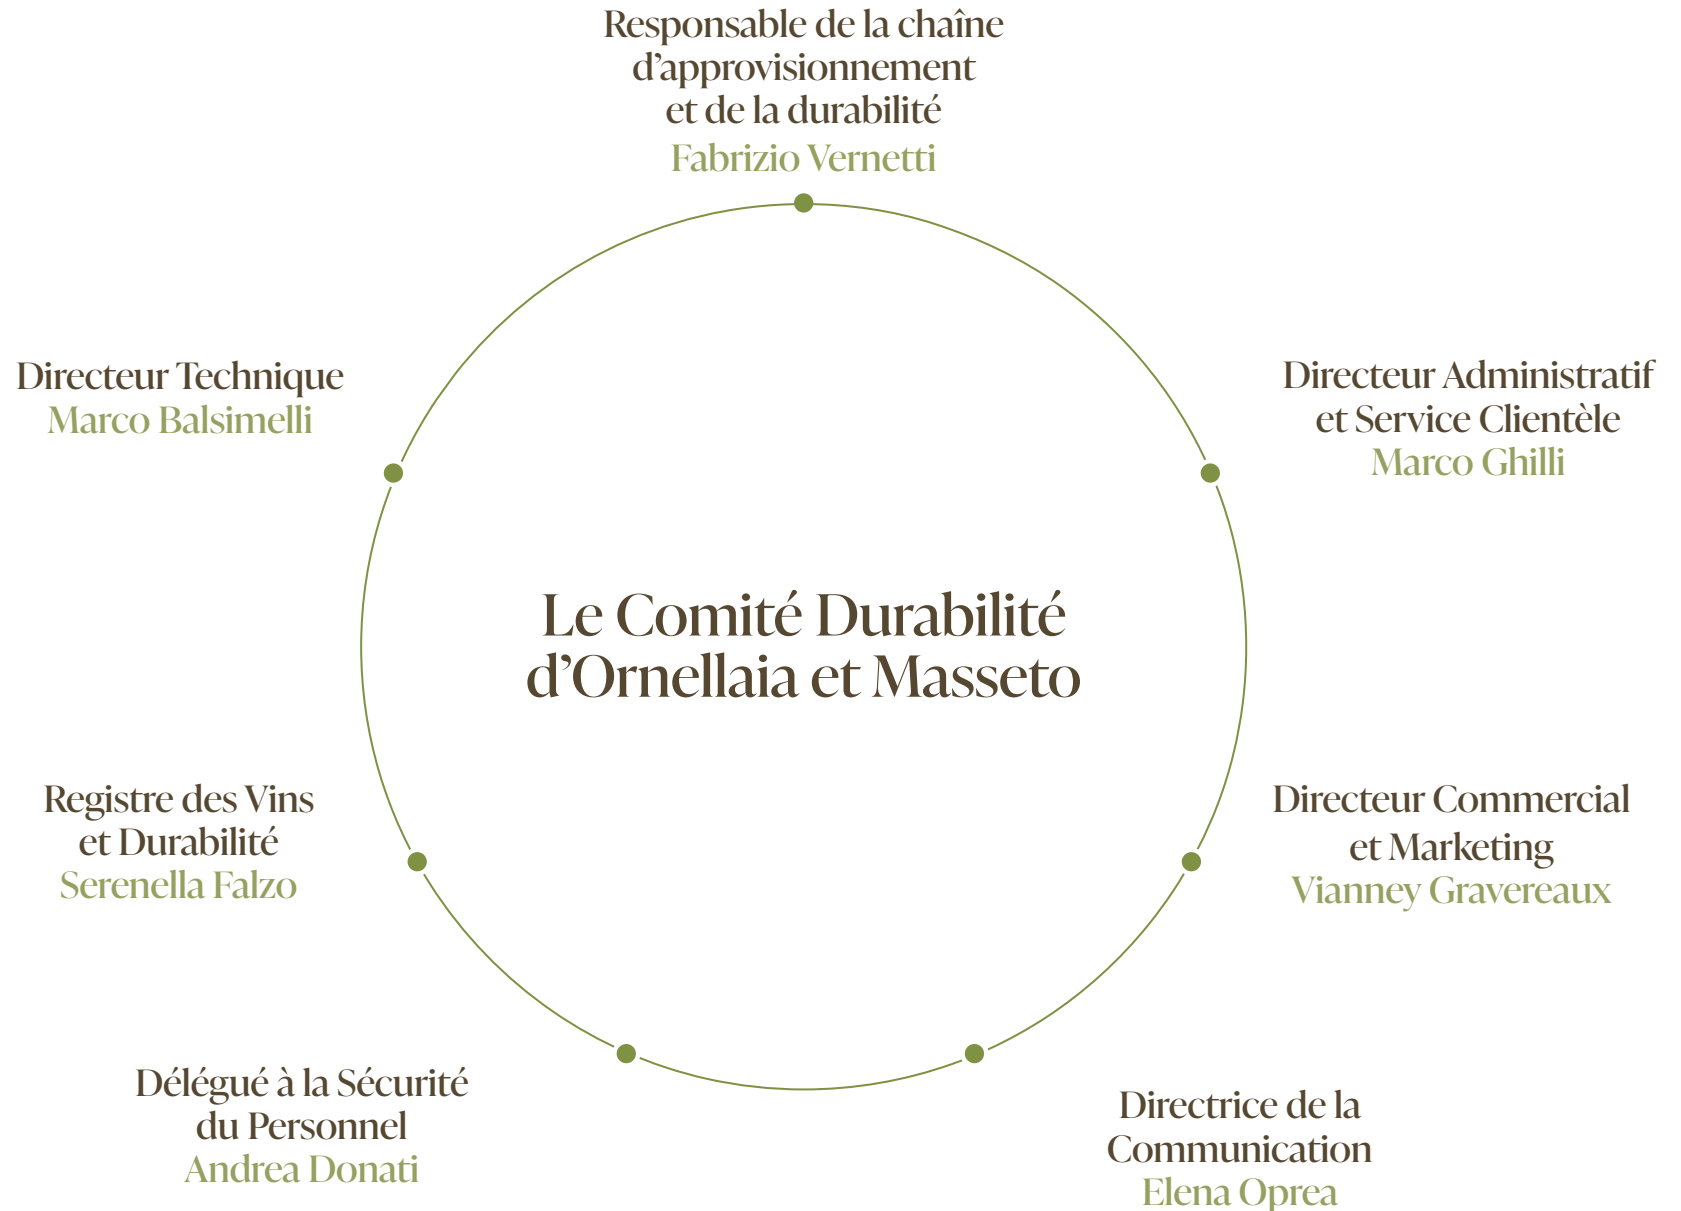 Responsable de la chaîne
d’approvisionnement
et de la durabilité
Fabrizio Vernetti
Directeur Technique
Marco Balsimelli
Directeur Administratif
et Service Clientèle
Marco Ghilli
Le Comité Durabilité
d’Ornellaia et Masseto
Registre des Vins
et Durabilité
Serenella Falzo
Directeur Commercial
et Marketing
Vianney Gravereaux
Délégué à la Sécurité
du Personnel
Andrea Donati
Directrice de la
Communication
Elena Oprea